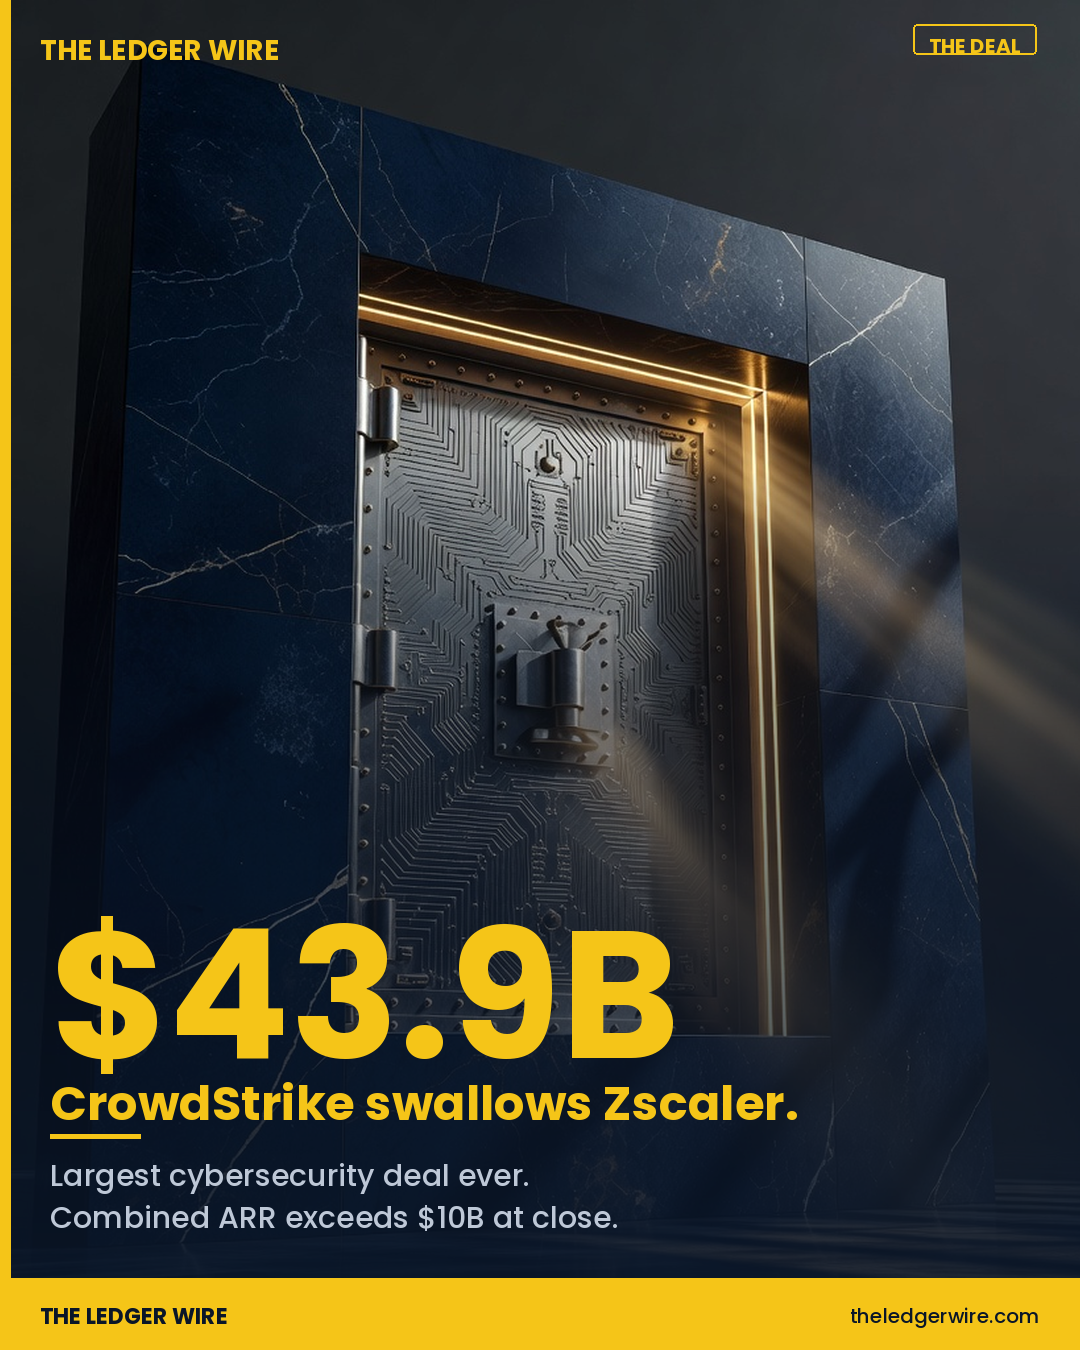 THE LEDGER WIRE
THE DEAL
$43.9B
CrowdStrike swallows Zscaler.
Largest cybersecurity deal ever.
Combined ARR exceeds $10B at close.
THE LEDGER WIRE
theledgerwire.com